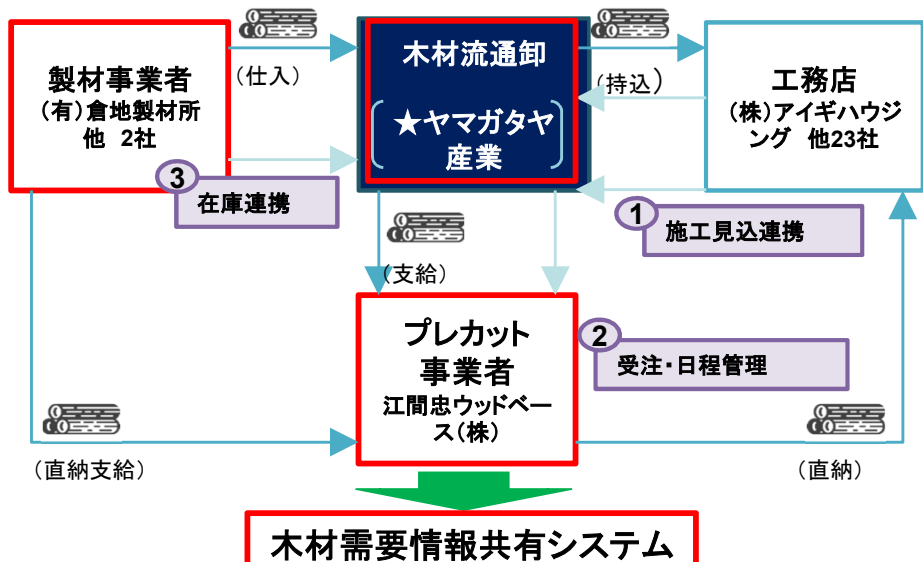 製材事業者
(有)倉地製材所
他 2社
(仕入)
木材流通卸
★ヤマガタヤ
産業
(持込)
工務店
(株)アイギハウジ
ング 他23社
3
在庫連携
1
施工見込連携
(支給)
プレカット
事業者
江間忠ウッドベー
ス(株)
2
受注・日程管理
(直納支給)
(直納)
木材需要情報共有システム